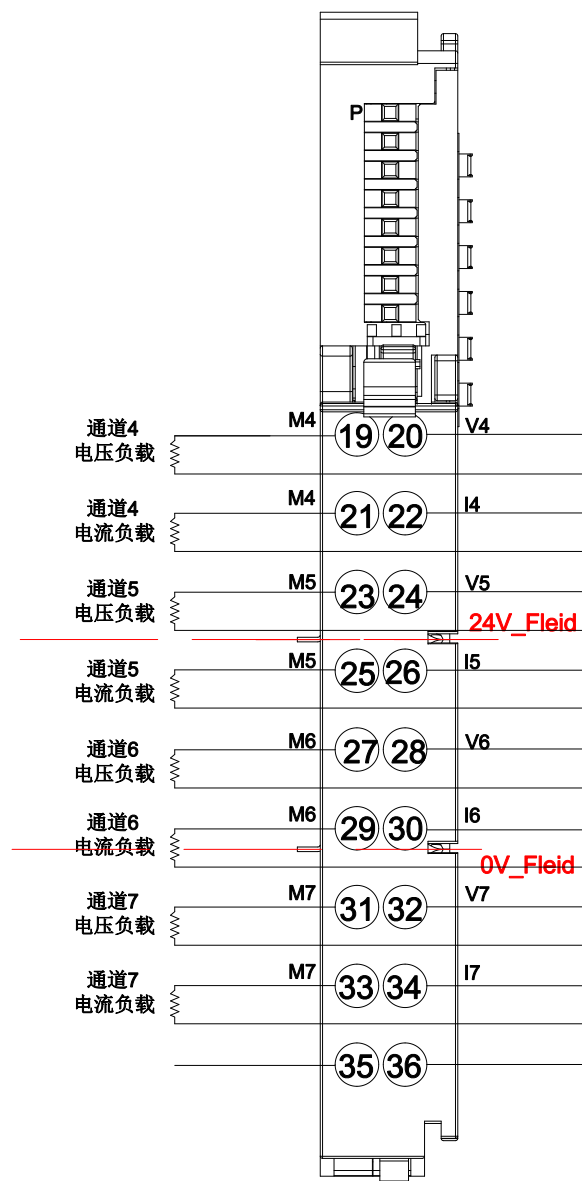 P
通道4
电压负载
M4
19
20
V4
通道4
电流负载
M4
21
22
I4
通道5
电压负载
M5
23
24
V5
24V_Fleid
通道5
电流负载
M5
25
26
I5
通道6
电压负载
M6
27
28
V6
通道6
电流负载
M6
29
30
I6
0V_Fleid
通道7
电压负载
M7
31
32
V7
通道7
电流负载
M7
33
34
I7
35
36